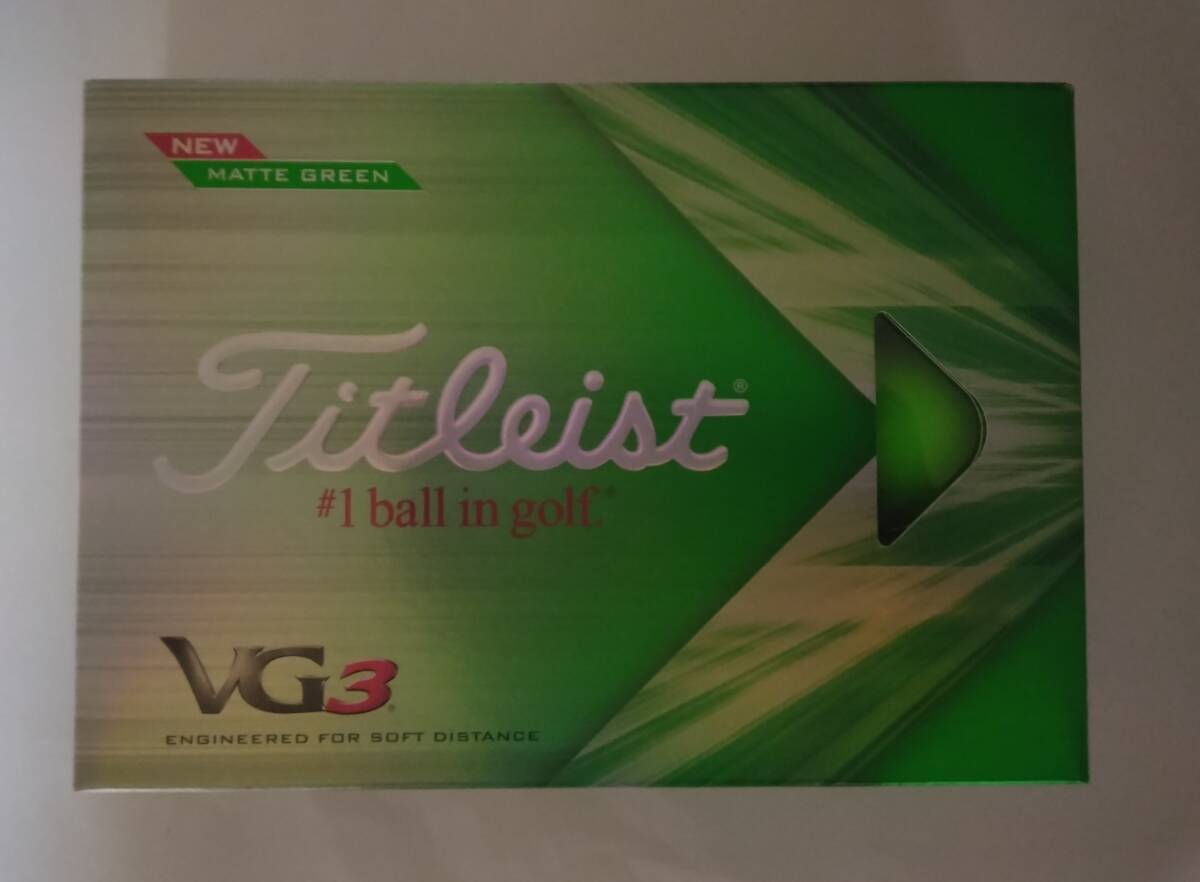 NEW
MATTE GREEN
Titleist®
#1 ball in golf.®
VG3®
ENGINEERED FOR SOFT DISTANCE